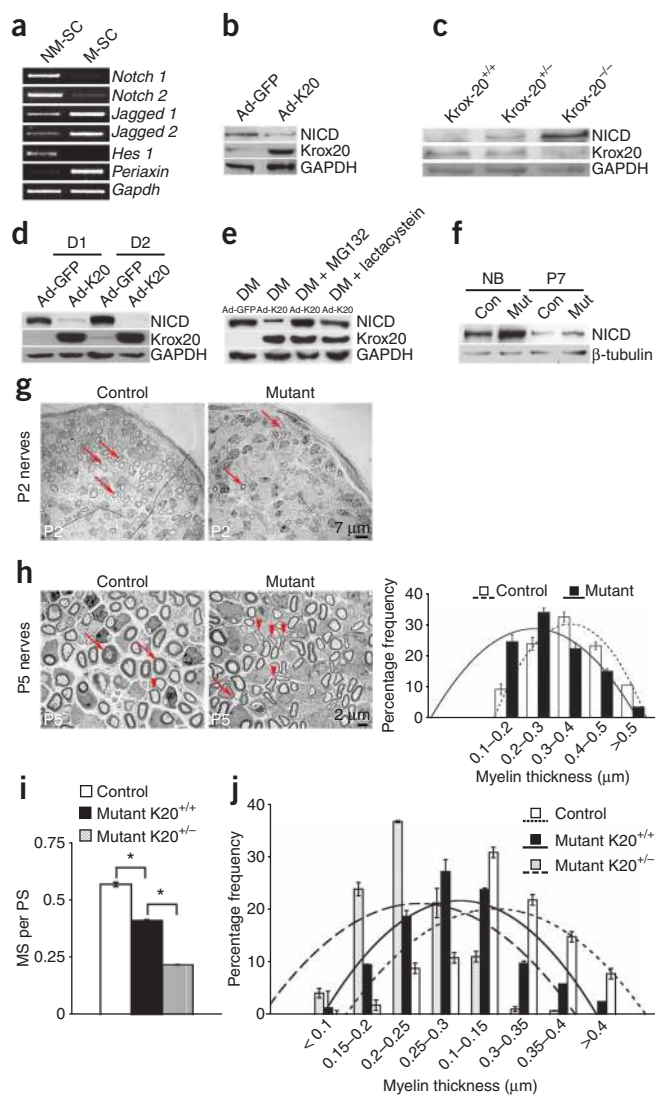 a
NM-SC
M-SC
Notch 1
Notch 2
Jagged 1
Jagged 2
Hes 1
Periaxin
Gapdh
b
Ad-GFP
Ad-K20
NICD
Krox20
GAPDH
c
Krox-20+/+
Krox-20+/−
Krox-20−/−
NICD
Krox20
GAPDH
d
D1
D2
Ad-GFP
Ad-K20
Ad-GFP
Ad-K20
NICD
Krox20
GAPDH
e
DM
DM
DM + MG132
DM + lactacystein
Ad-GFP
Ad-K20
Ad-K20
Ad-K20
NICD
Krox20
GAPDH
f
NB
P7
Con
Mut
Con
Mut
NICD
β-tubulin
g
Control
Mutant
P2 nerves
P2
P2
7 μm
h
Control
Mutant
P5 nerves
P5
P5
2 μm
Control
Mutant
Percentage frequency
40
30
20
10
0
0.1–0.2
0.2–0.3
0.3–0.4
0.4–0.5
>0.5
Myelin thickness (μm)
i
Control
Mutant K20+/+
Mutant K20+/−
MS per PS
0.75
0.5
0.25
0
*
*
j
Control
Mutant K20+/+
Mutant K20+/−
Percentage frequency
40
30
20
10
0
< 0.1
0.15–0.2
0.2–0.25
0.25–0.3
0.1–0.15
0.3–0.35
0.35–0.4
>0.4
Myelin thickness (μm)